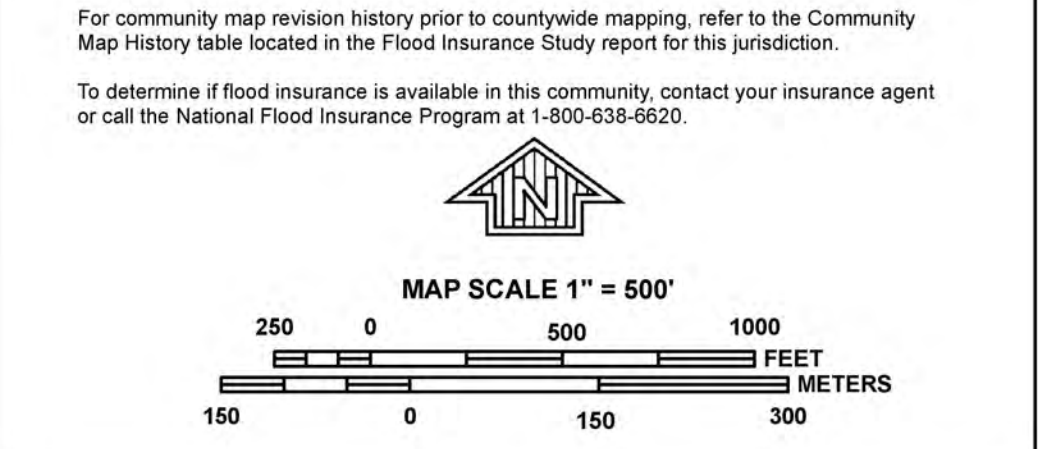 For community map revision history prior to countywide mapping, refer to the Community
Map History table located in the Flood Insurance Study report for this jurisdiction.
To determine if flood insurance is available in this community, contact your insurance agent
or call the National Flood Insurance Program at 1-800-638-6620.
N
MAP SCALE 1" = 500'
250 0 500 1000
FEET
METERS
150 0 150 300